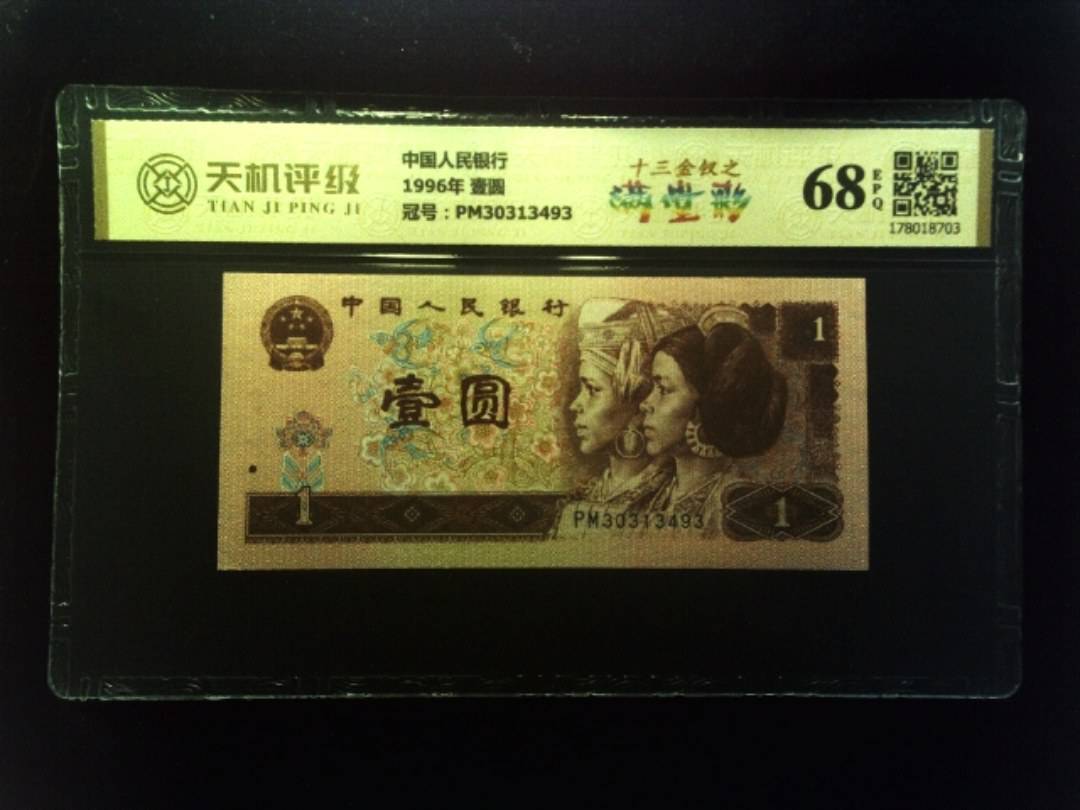 天机评级
TIAN JI PING JI
中国人民银行
1996年 壹圆
冠号：PM30313493
十三金钗之
满堂彩
68
EPQ
178018703
中国人民银行
1
壹圆
1
PM30313493
1